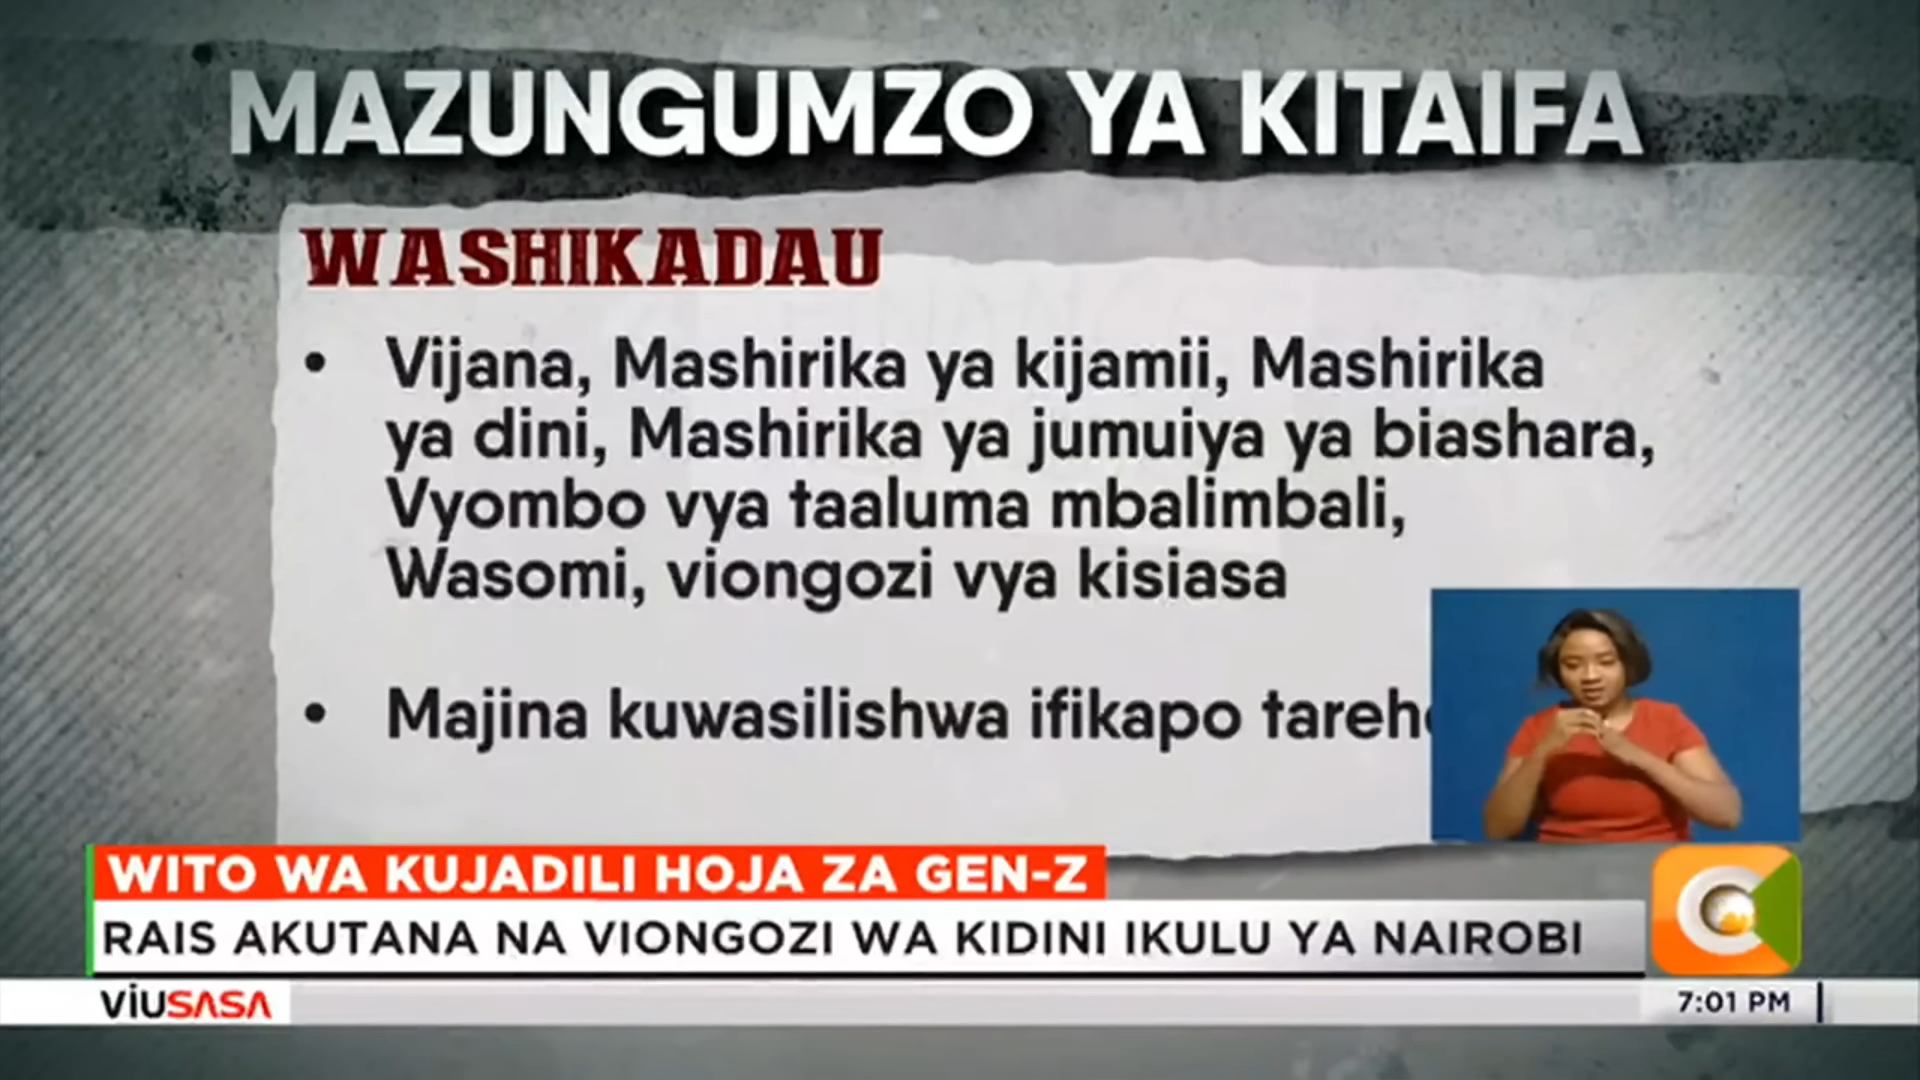 MAZUNGUMZO YA KITAIFA
WASHIKADAU
• Vijana, Mashirika ya kijamii, Mashirika
ya dini, Mashirika ya jumuiya ya biashara,
Vyombo vya taaluma mbalimbali,
Wasomi, viongozi vya kisiasa
• Majina kuwasilishwa ifikapo
WITO WA KUJADILI HOJA ZA GEN-Z
RAIS AKUTANA NA VIONGOZI WA KIDINI IKULU YA NAIROBI
VIUSASA
7:01 PM